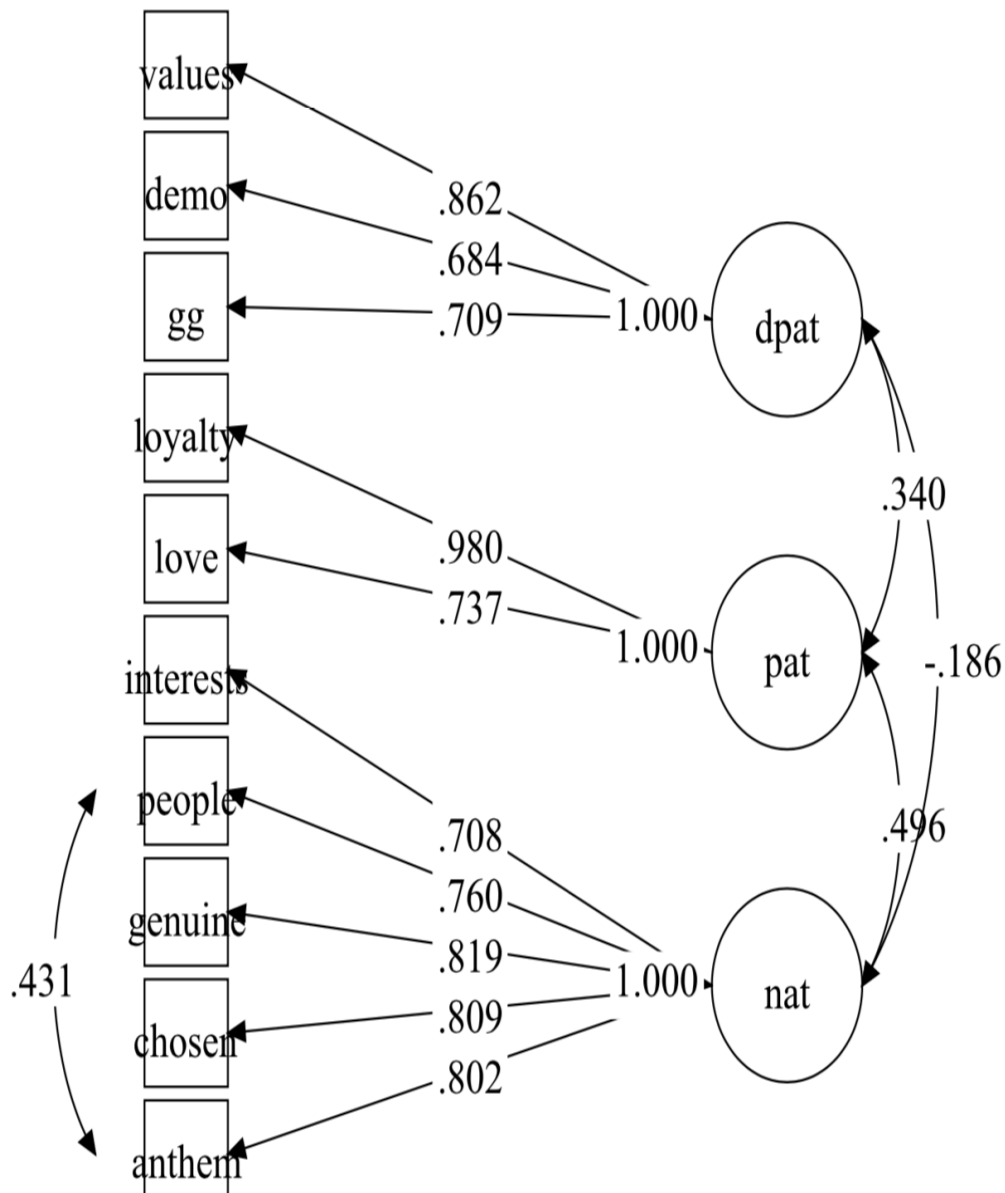 values
demo
gg
loyalty
love
interests
people
genuine
chosen
anthem
.431
.862
.684
.709
.980
.737
.708
.760
.819
.809
.802
1.000
1.000
1.000
dpat
pat
nat
.340
-.186
.496